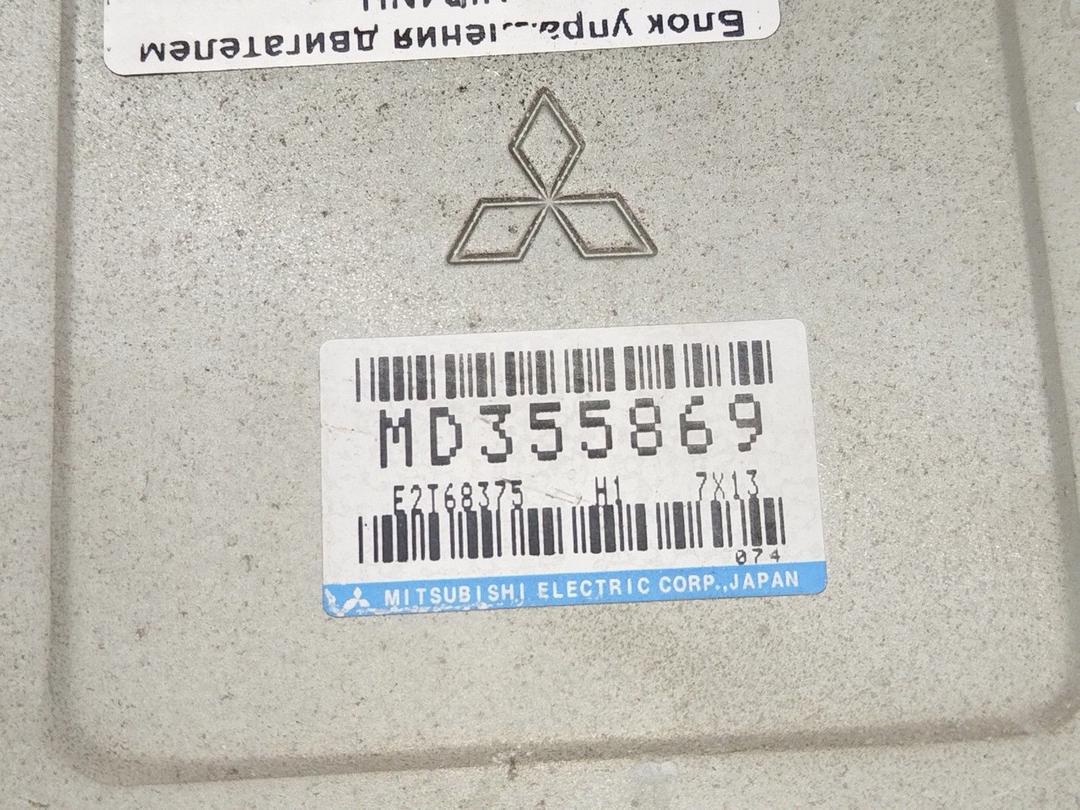 Блок управления двигателем
MD355869
E2T68375 H1 7X13
074
MITSUBISHI ELECTRIC CORP.,JAPAN